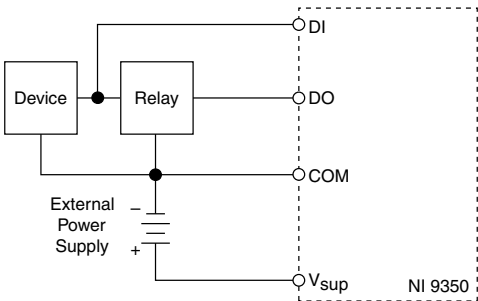 DI
Device
Relay
DO
COM
External
Power
Supply
–
+
Vsup
NI 9350